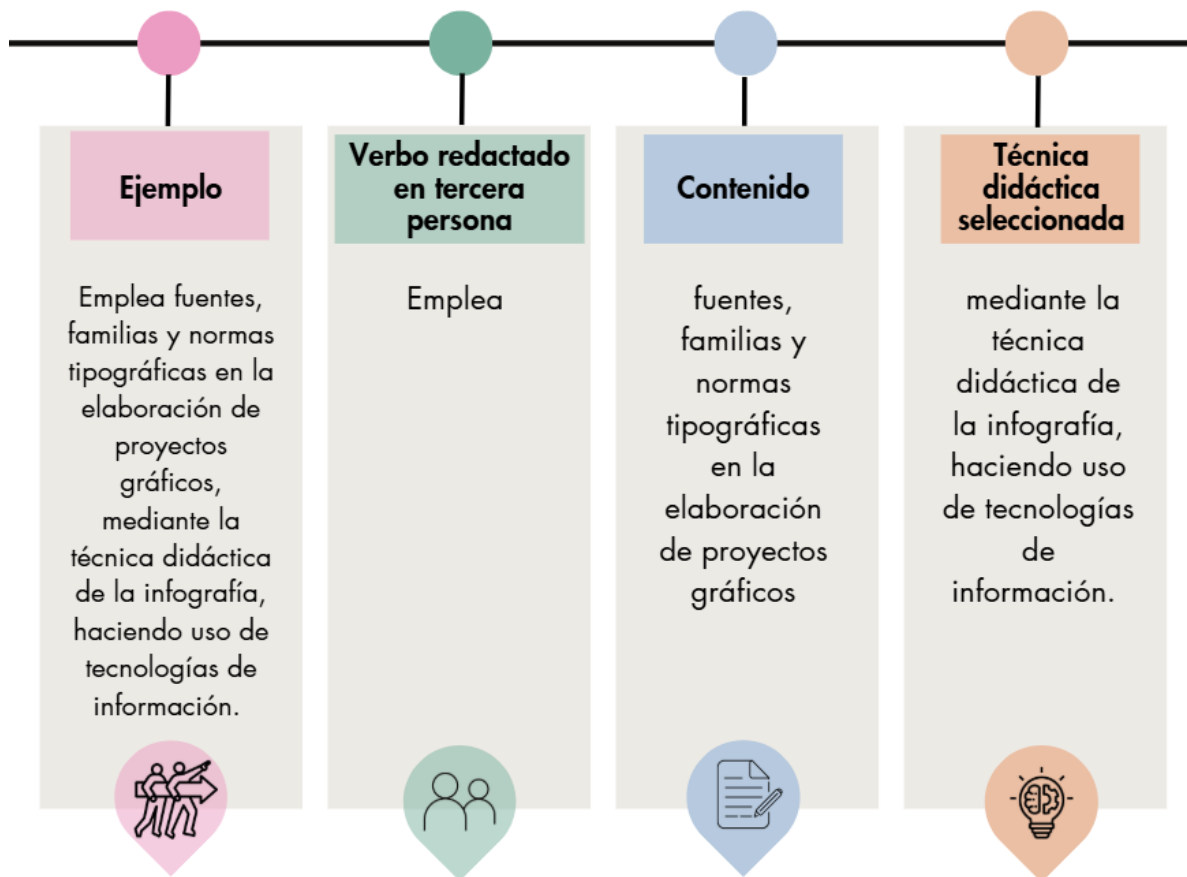 Ejemplo
Emplea fuentes,
familias y normas
tipográficas en la
elaboración de
proyectos
gráficos,
mediante la
técnica didáctica
de la infografía,
haciendo uso de
tecnologías de
información.
Verbo redactado
en tercera
persona
Emplea
Contenido
fuentes,
familias y
normas
tipográficas
en la
elaboración
de proyectos
gráficos
Técnica
didáctica
seleccionada
mediante la
técnica
didáctica de
la infografía,
haciendo uso
de tecnologías
de
información.